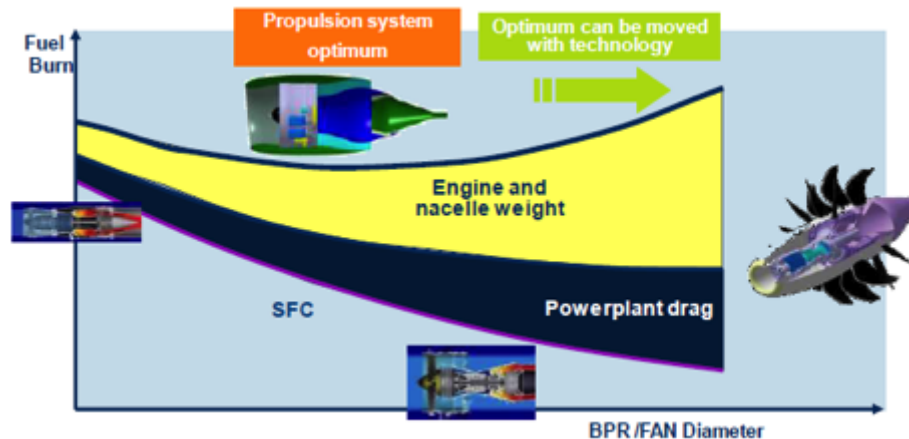 Propulsion system
optimum
Optimum can be moved
with technology
Fuel
Burn
Engine and
nacelle weight
SFC
Powerplant drag
BPR /FAN Diameter